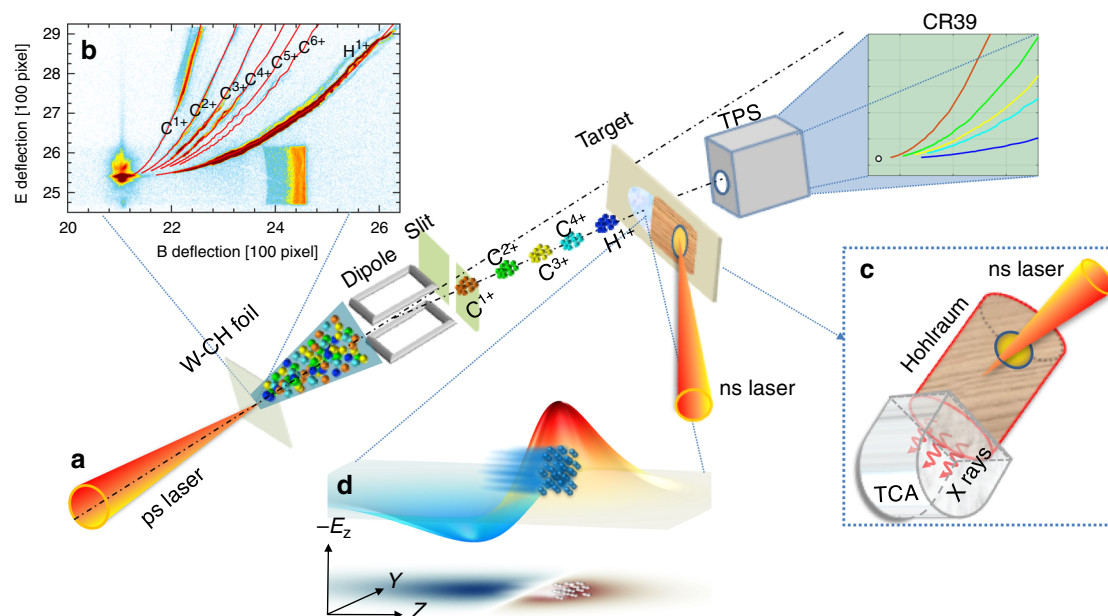 b
E deflection [100 pixel]
29
28
27
26
25
20
22
24
26
B deflection [100 pixel]
C1+
C2+
C3+
C4+
C5+
C6+
H1+
CR39
TPS
Target
Slit
Dipole
W-CH foil
C1+
C2+
C3+
C4+
H1+
a
ps laser
ns laser
c
ns laser
Hohlraum
TCA
X rays
d
−Ez
Y
Z